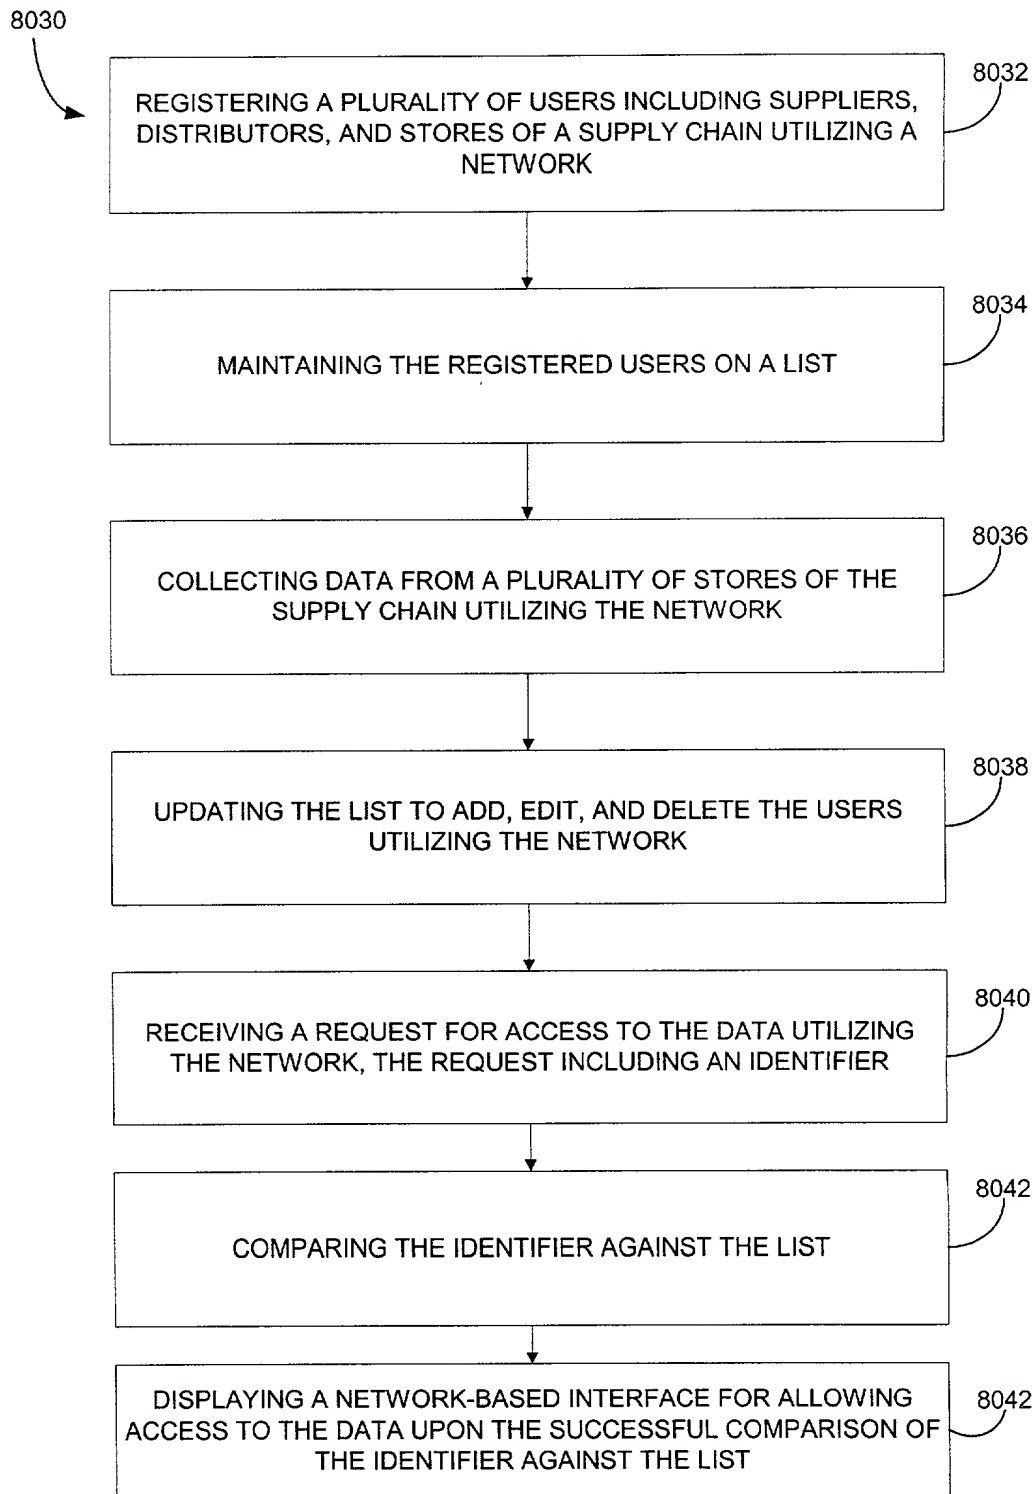 8030
8032
REGISTERING A PLURALITY OF USERS INCLUDING SUPPLIERS,
DISTRIBUTORS, AND STORES OF A SUPPLY CHAIN UTILIZING A
NETWORK
8034
MAINTAINING THE REGISTERED USERS ON A LIST
8036
COLLECTING DATA FROM A PLURALITY OF STORES OF THE
SUPPLY CHAIN UTILIZING THE NETWORK
8038
UPDATING THE LIST TO ADD, EDIT, AND DELETE THE USERS
UTILIZING THE NETWORK
8040
RECEIVING A REQUEST FOR ACCESS TO THE DATA UTILIZING
THE NETWORK, THE REQUEST INCLUDING AN IDENTIFIER
8042
COMPARING THE IDENTIFIER AGAINST THE LIST
8042
DISPLAYING A NETWORK-BASED INTERFACE FOR ALLOWING
ACCESS TO THE DATA UPON THE SUCCESSFUL COMPARISON OF
THE IDENTIFIER AGAINST THE LIST